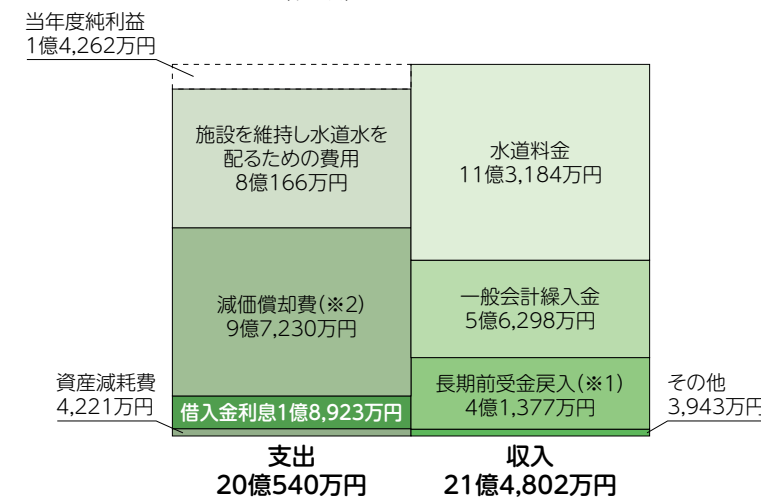 当年度純利益
1億4,262万円
施設を維持し水道水を
配るための費用
8億166万円
水道料金
11億3,184万円
減価償却費(※2)
9億7,230万円
一般会計繰入金
5億6,298万円
資産減耗費
4,221万円
借入金利息1億8,923万円
長期前受金戻入(※1)
4億1,377万円
その他
3,943万円
支出
20億540万円
収入
21億4,802万円